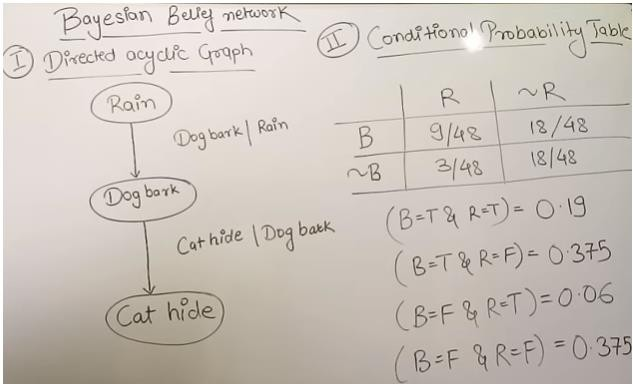 Bayesian Belief network
I Directed acyclic Graph
Rain
Dog bark | Rain
Dog bark
Cat hide | Dog bark
Cat hide
II Conditional Probability Table
R ~R
B 9/48 18/48
~B 3/48 18/48
(B=T & R=T) = 0.19
(B=T & R=F) = 0.375
(B=F & R=T) = 0.06
(B=F & R=F) = 0.375